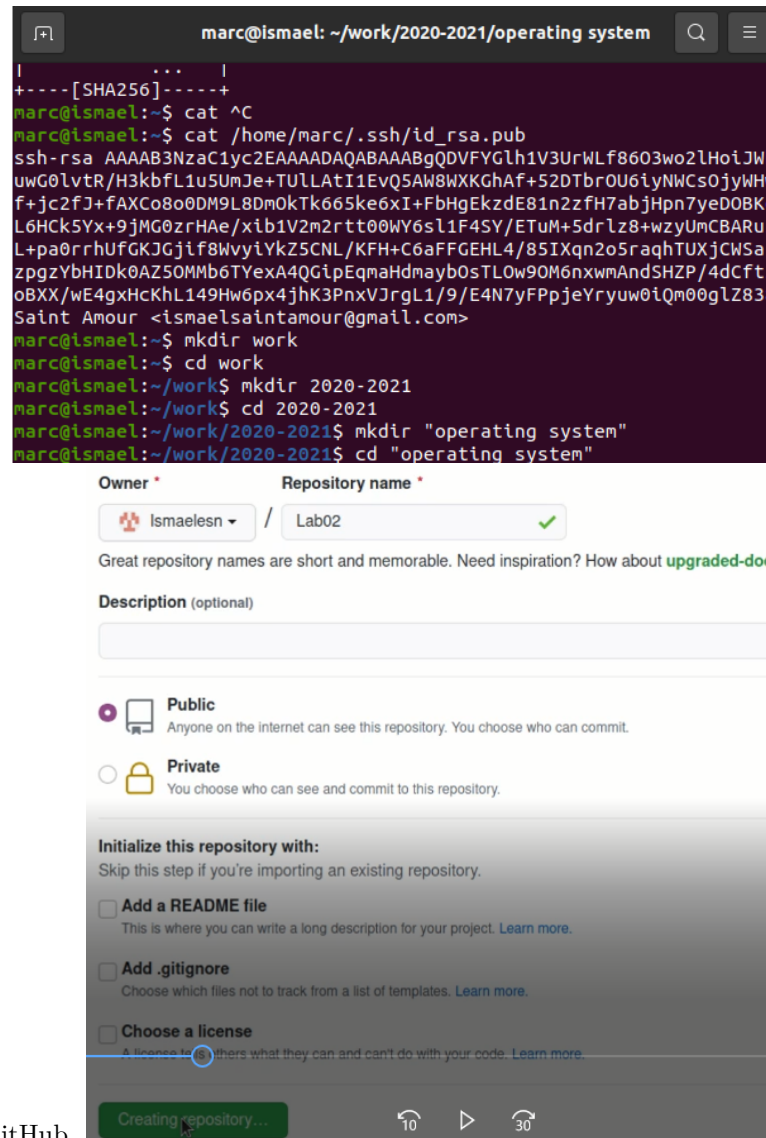 marc@ismael: ~/work/2020-2021/operating system
| ... |
+----[SHA256]-----+
marc@ismael:~$ cat ^C
marc@ismael:~$ cat /home/marc/.ssh/id_rsa.pub
ssh-rsa AAAAB3NzaC1yc2EAAAADAQABAAABgQDVFYGlh1V3UrWLf86O3wo2lHoiJW
uwG0lvtR/H3kbfL1u5UmJe+TUlLAtI1EvQ5AW8WXKGhAf+52DTbrOU6iyNWCsOjyWH
f+jc2fJ+fAXCo8o0DM9L8DmOkTk665ke6xI+FbHgEkzdE81n2zfH7abjHpn7yeDOBK
L6HCk5Yx+9jMG0zrHAe/xib1V2m2rtt00WY6sl1F4SY/ETuM+5drlz8+wzyUmCBARu
L+pa0rrhUfGKJGjif8WvyiYkZ5CNL/KFH+C6aFFGEHL4/85IXqn2o5raqhTUXjCWSa
zpgzYbHIDk0AZ5OMMb6TYexA4QGipEqmaHdmaybOsTLOw9OM6nxwmAndSHZP/4dCft
oBXX/wE4gxHcKhL149Hw6px4jhK3PnxVJrgL1/9/E4N7yFPpjeYryuw0iQm00glZ83
Saint Amour <ismaelsaintamour@gmail.com>
marc@ismael:~$ mkdir work
marc@ismael:~$ cd work
marc@ismael:~/work$ mkdir 2020-2021
marc@ismael:~/work$ cd 2020-2021
marc@ismael:~/work/2020-2021$ mkdir "operating system"
marc@ismael:~/work/2020-2021$ cd "operating system"
Owner * Repository name *
Ismaelesn / Lab02
Great repository names are short and memorable. Need inspiration? How about upgraded-do
Description (optional)
Public
Anyone on the internet can see this repository. You choose who can commit.
Private
You choose who can see and commit to this repository.
Initialize this repository with:
Skip this step if you're importing an existing repository.
Add a README file
This is where you can write a long description for your project. Learn more.
Add .gitignore
Choose which files not to track from a list of templates. Learn more.
Choose a license
A license tells others what they can and can't do with your code. Learn more.
Creating repository...
10 30
itHub